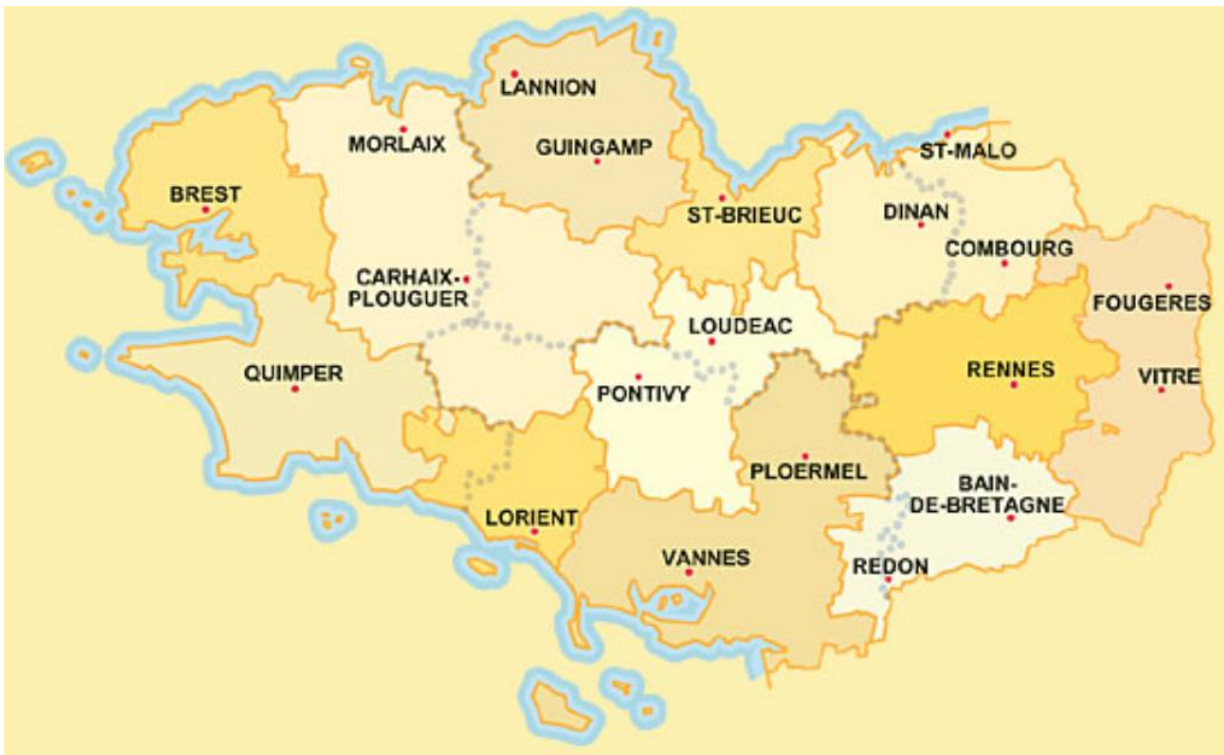 LANNION
MORLAIX
GUINGAMP
ST-MALO
BREST
ST-BRIEUC
DINAN
COMBOURG
CARHAIX-
PLOUGUER
FOUGERES
LOUDEAC
QUIMPER
RENNES
VITRE
PONTIVY
PLOERMEL
BAIN-
DE-BRETAGNE
LORIENT
VANNES
REDON